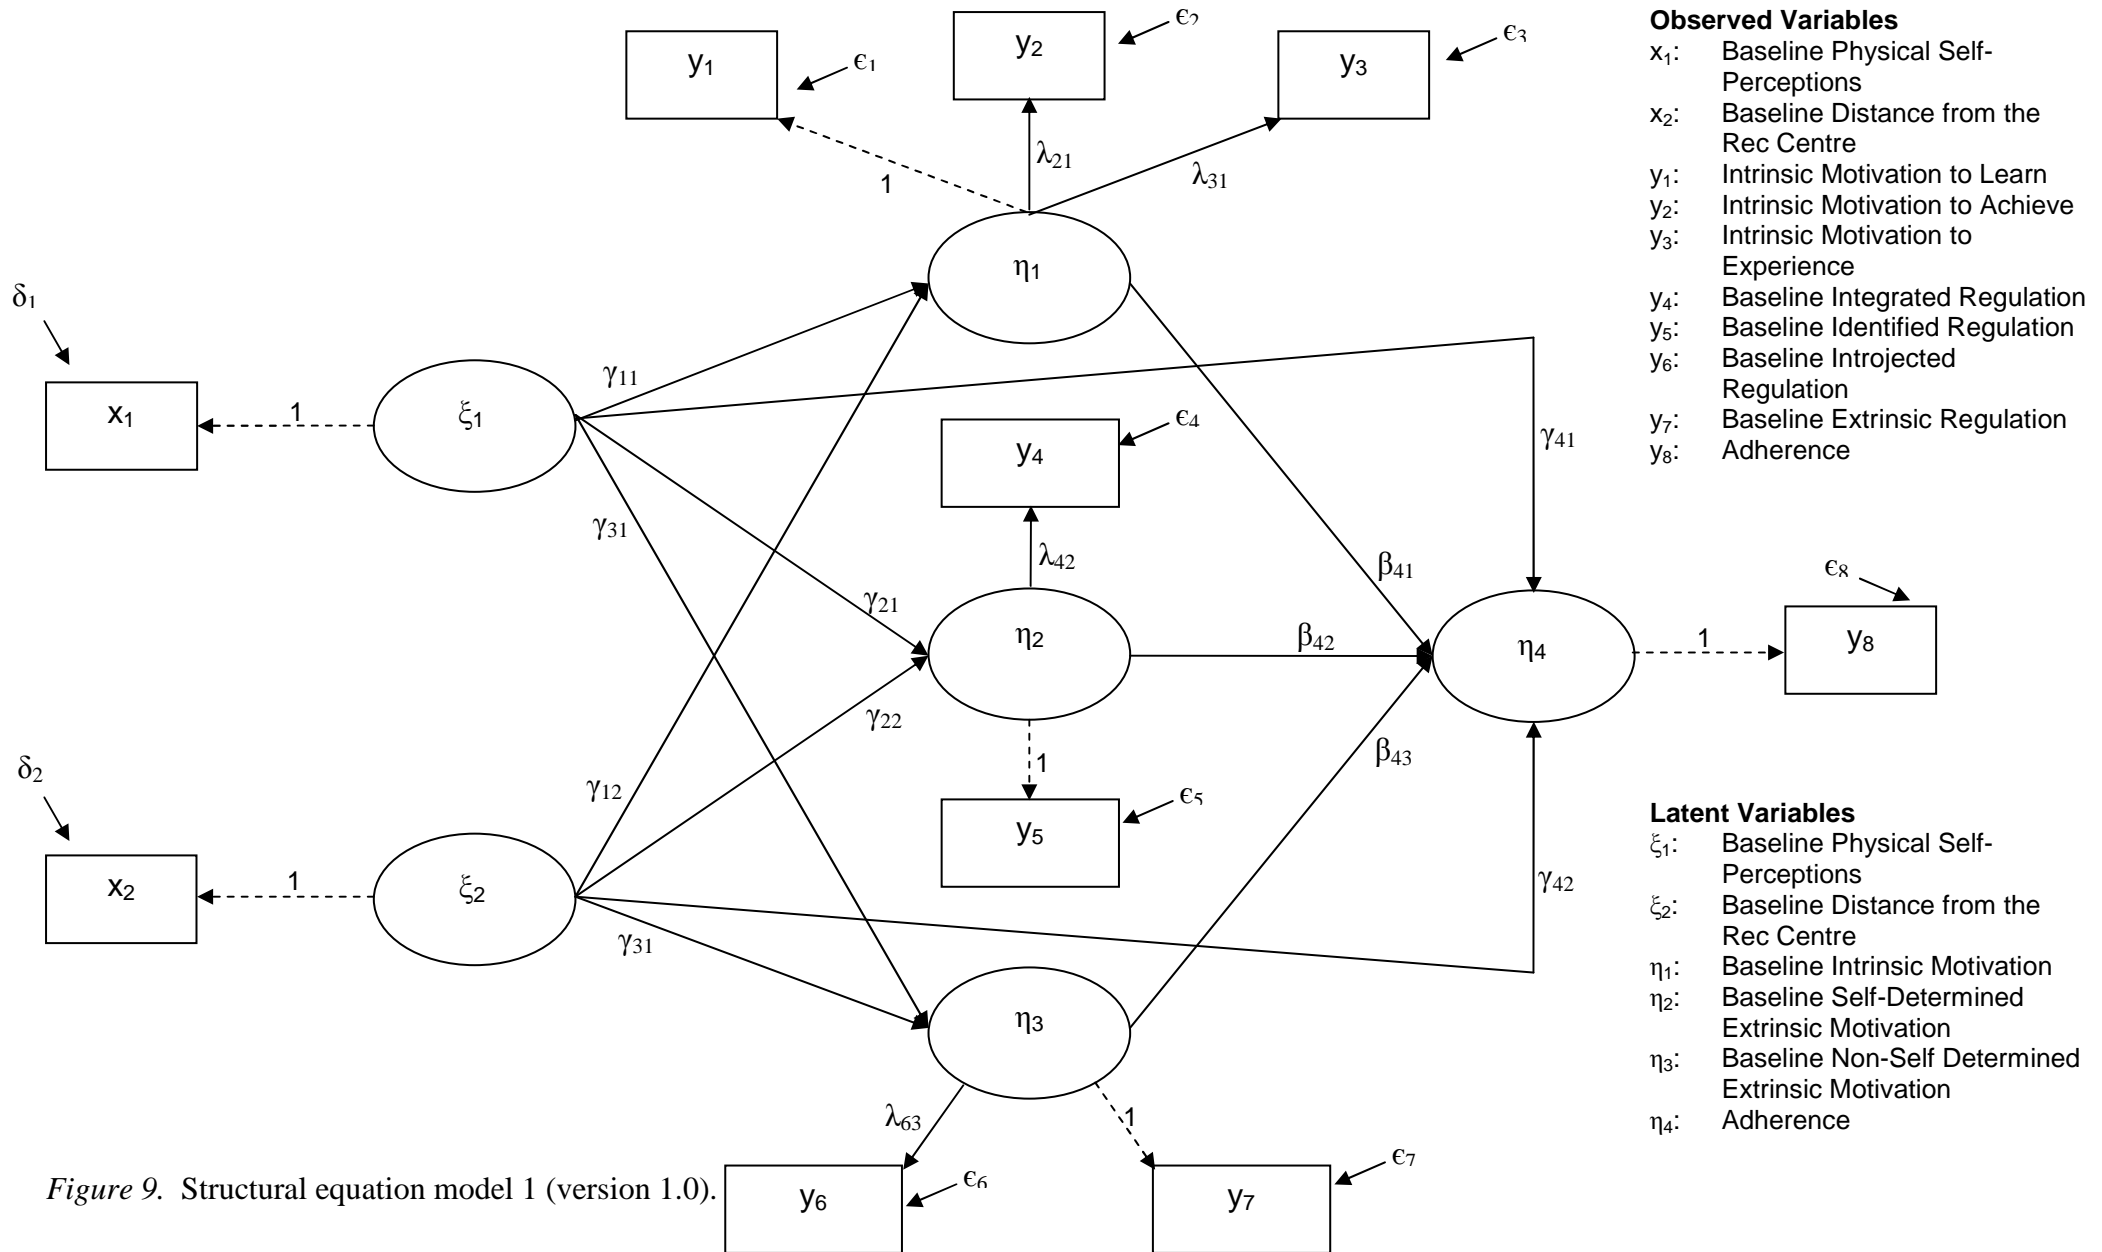 y2 ϵ2
y1 ϵ1
y3 ϵ3
λ21
λ31
1
η1
δ1
x1
1
ξ1
γ11
γ41
y4 ϵ4
γ31
λ42
γ21
β41
η2
β42
η4
1
ϵ8
y8
γ22
δ2
γ12
1
β43
y5 ϵ5
x2
1
ξ2
γ42
γ31
η3
λ63
1
y6 ϵ6
y7 ϵ7
Observed Variables
x1: Baseline Physical Self-
Perceptions
x2: Baseline Distance from the
Rec Centre
y1: Intrinsic Motivation to Learn
y2: Intrinsic Motivation to Achieve
y3: Intrinsic Motivation to
Experience
y4: Baseline Integrated Regulation
y5: Baseline Identified Regulation
y6: Baseline Introjected
Regulation
y7: Baseline Extrinsic Regulation
y8: Adherence
Latent Variables
ξ1: Baseline Physical Self-
Perceptions
ξ2: Baseline Distance from the
Rec Centre
η1: Baseline Intrinsic Motivation
η2: Baseline Self-Determined
Extrinsic Motivation
η3: Baseline Non-Self Determined
Extrinsic Motivation
η4: Adherence
Figure 9. Structural equation model 1 (version 1.0).